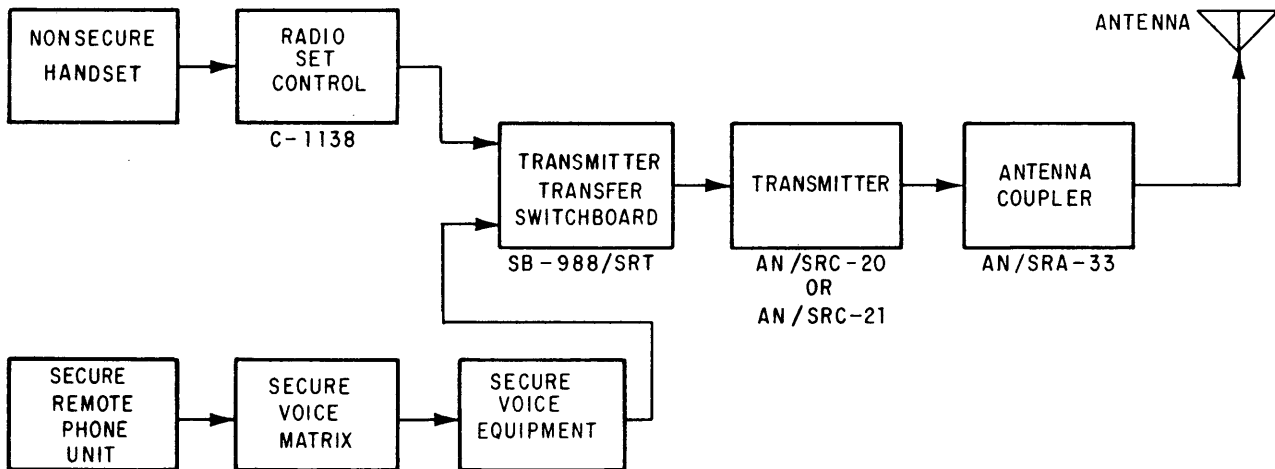 NONSECURE
HANDSET
RADIO
SET
CONTROL
C-1138
TRANSMITTER
TRANSFER
SWITCHBOARD
SB-988/SRT
TRANSMITTER
AN/SRC-20
OR
AN/SRC-21
ANTENNA
COUPLER
AN/SRA-33
ANTENNA
SECURE
REMOTE
PHONE
UNIT
SECURE
VOICE
MATRIX
SECURE
VOICE
EQUIPMENT